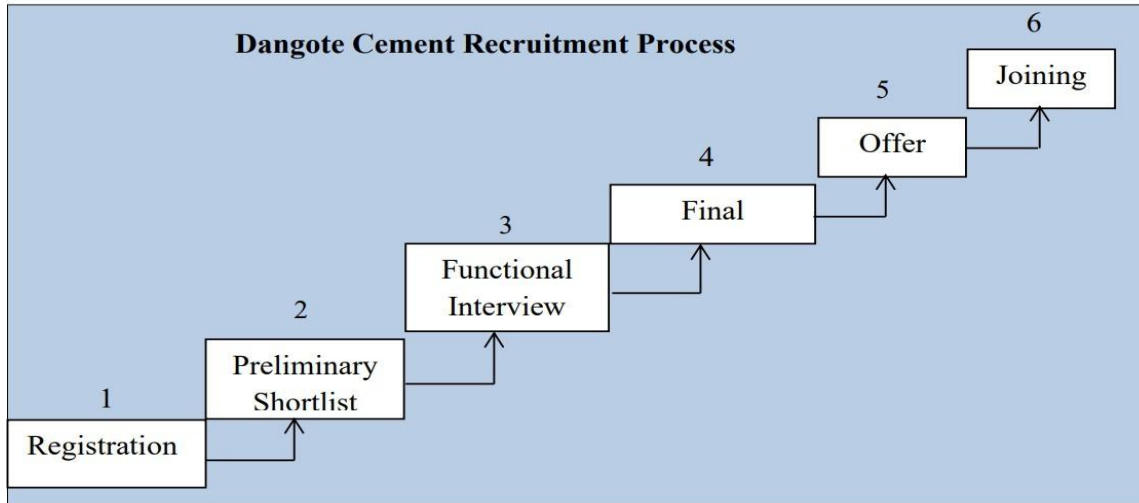 Dangote Cement Recruitment Process
1
Registration
2
Preliminary
Shortlist
3
Functional
Interview
4
Final
5
Offer
6
Joining